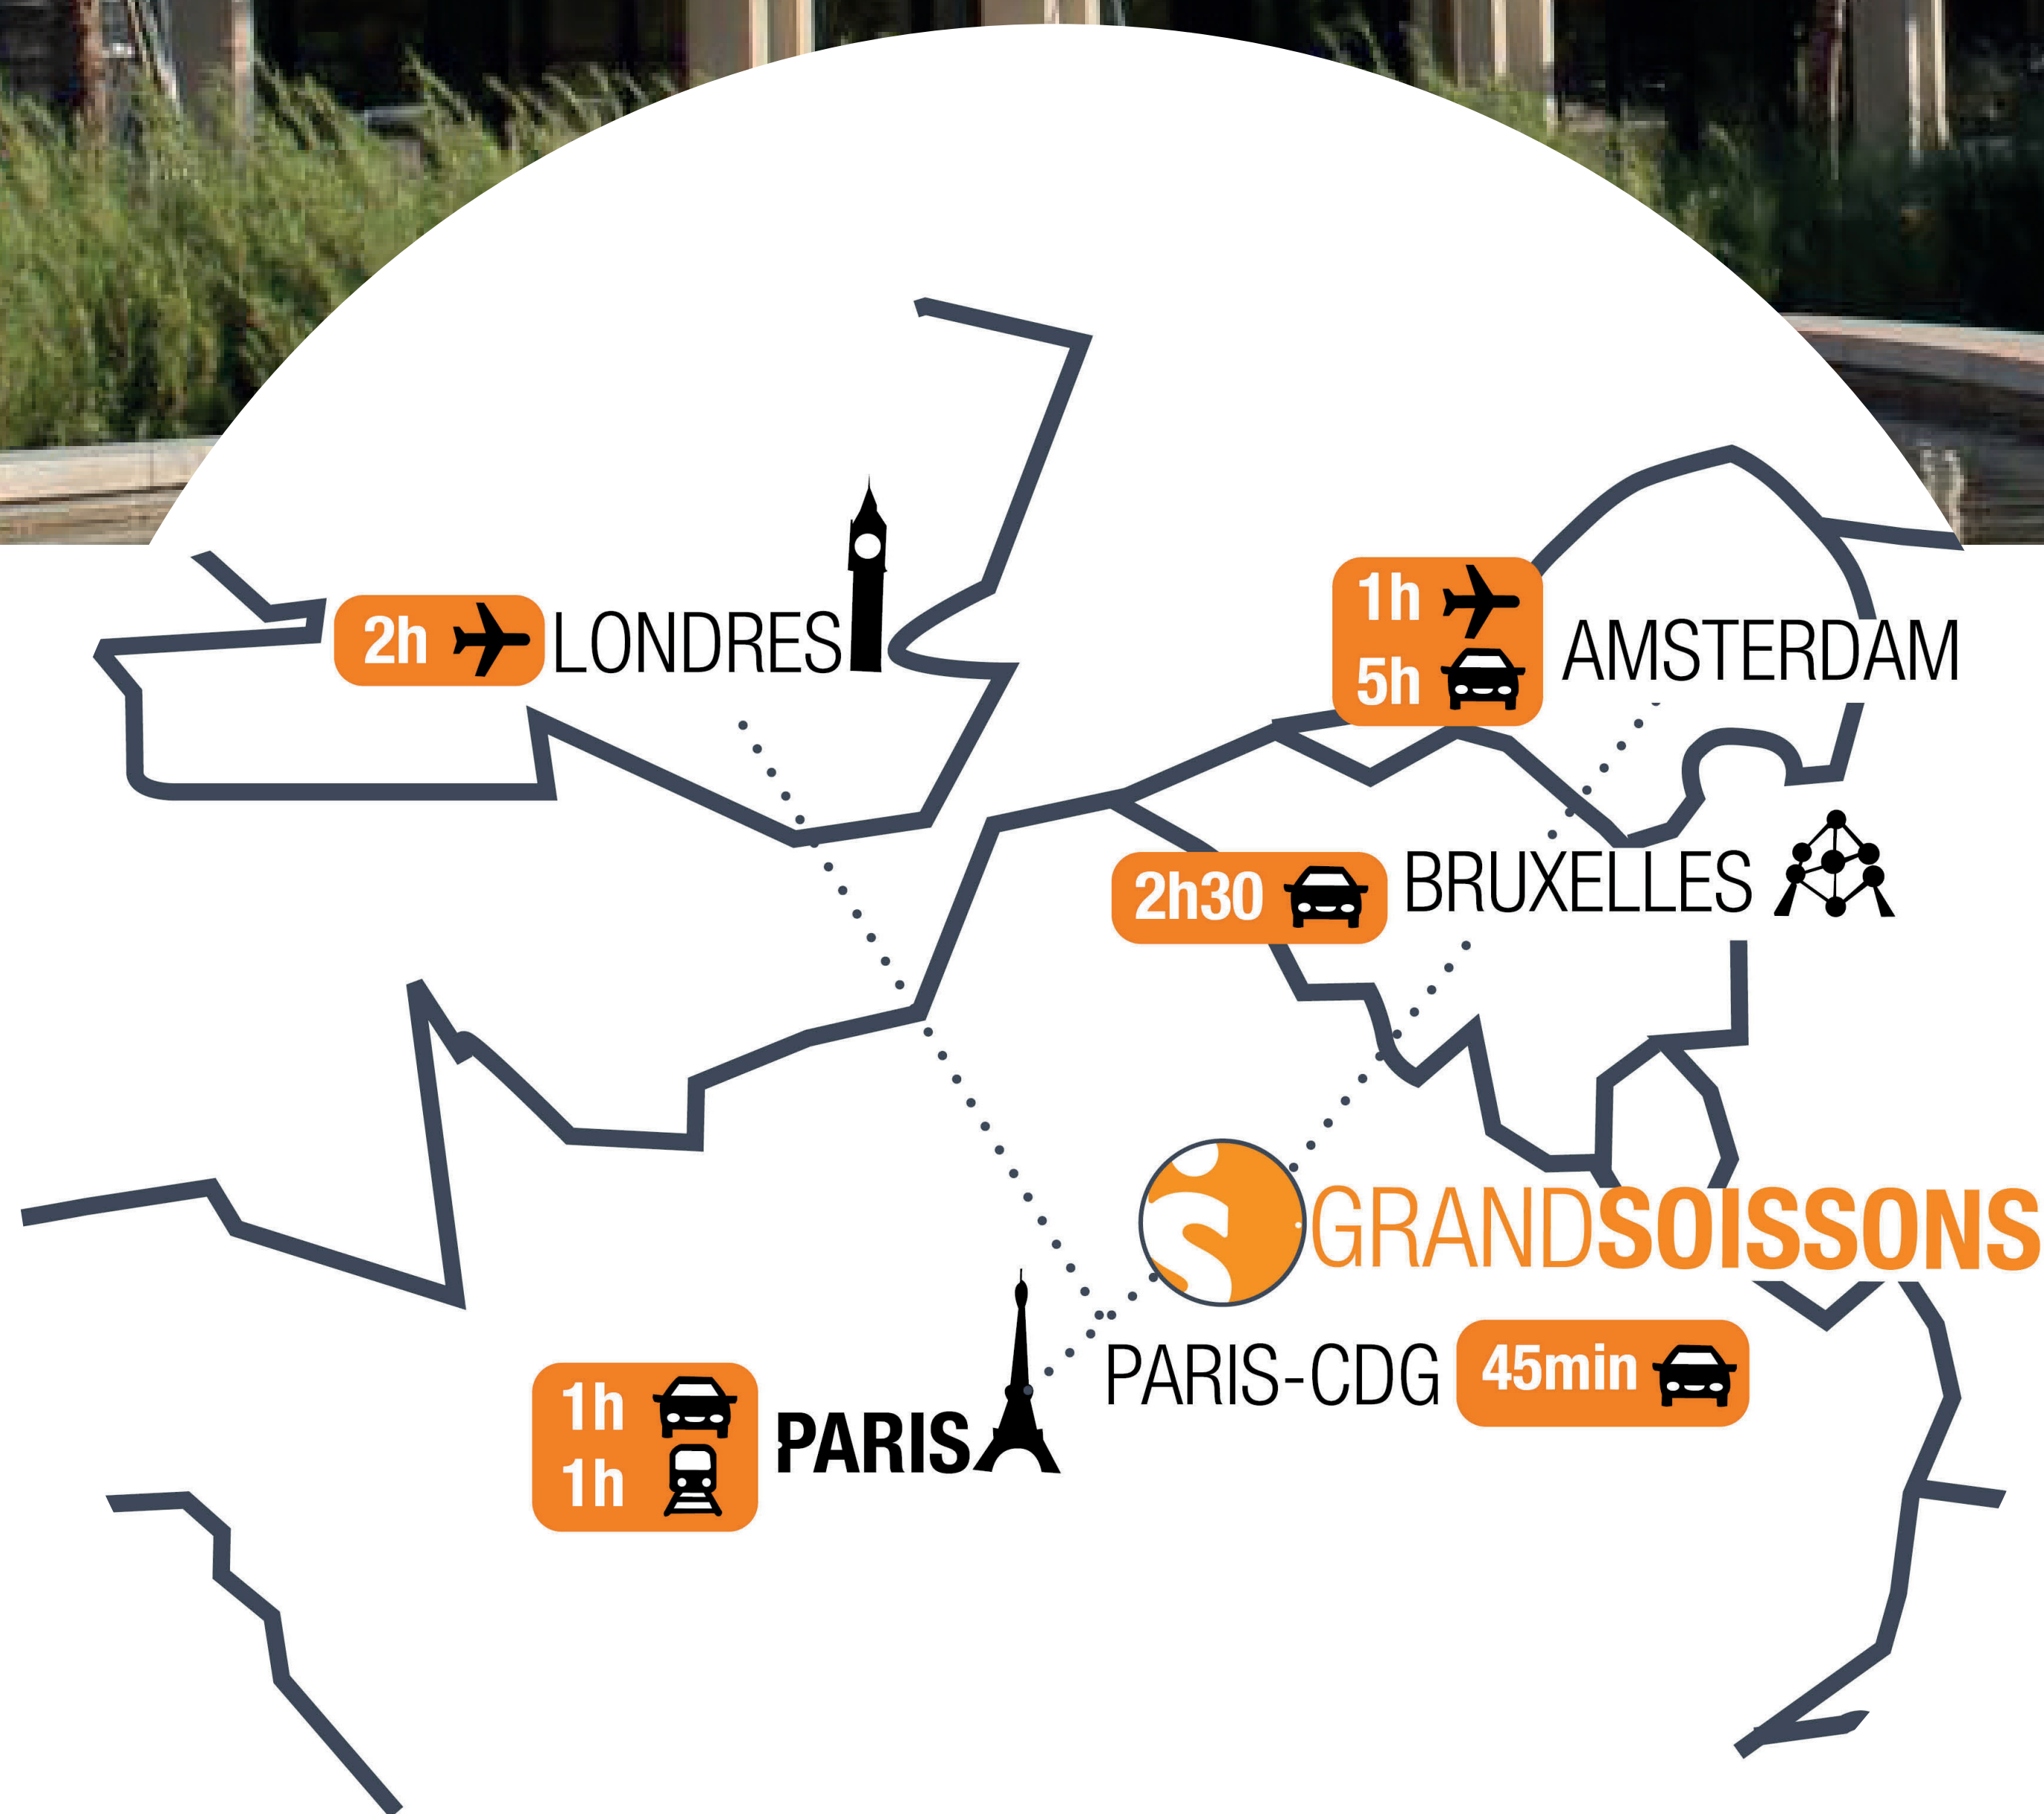 2h LONDRES
1h
5h
AMSTERDAM
2h30 BRUXELLES
GRANDSOISSONS
PARIS-CDG 45min
1h
1h
PARIS